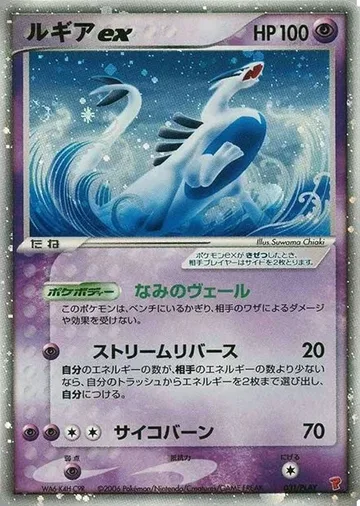 ルギアex HP100
たね
Illus. Suwama Chiaki
ポケモンexがきぜつしたとき、
相手プレイヤーはサイドを2枚とります。
ポケボディー なみのヴェール
このポケモンは、ベンチにいるかぎり、相手のワザによるダメージ
や効果を受けない。
ストリームリバース 20
自分のエネルギーの数が、相手のエネルギーの数より少ない
なら、自分のトラッシュからエネルギーを2枚まで選び出し、
自分につける。
サイコバーン 70
弱点 抵抗力 にげる
©2006 Pokémon/Nintendo/Creatures/GAME FREAK.
031/PLAY